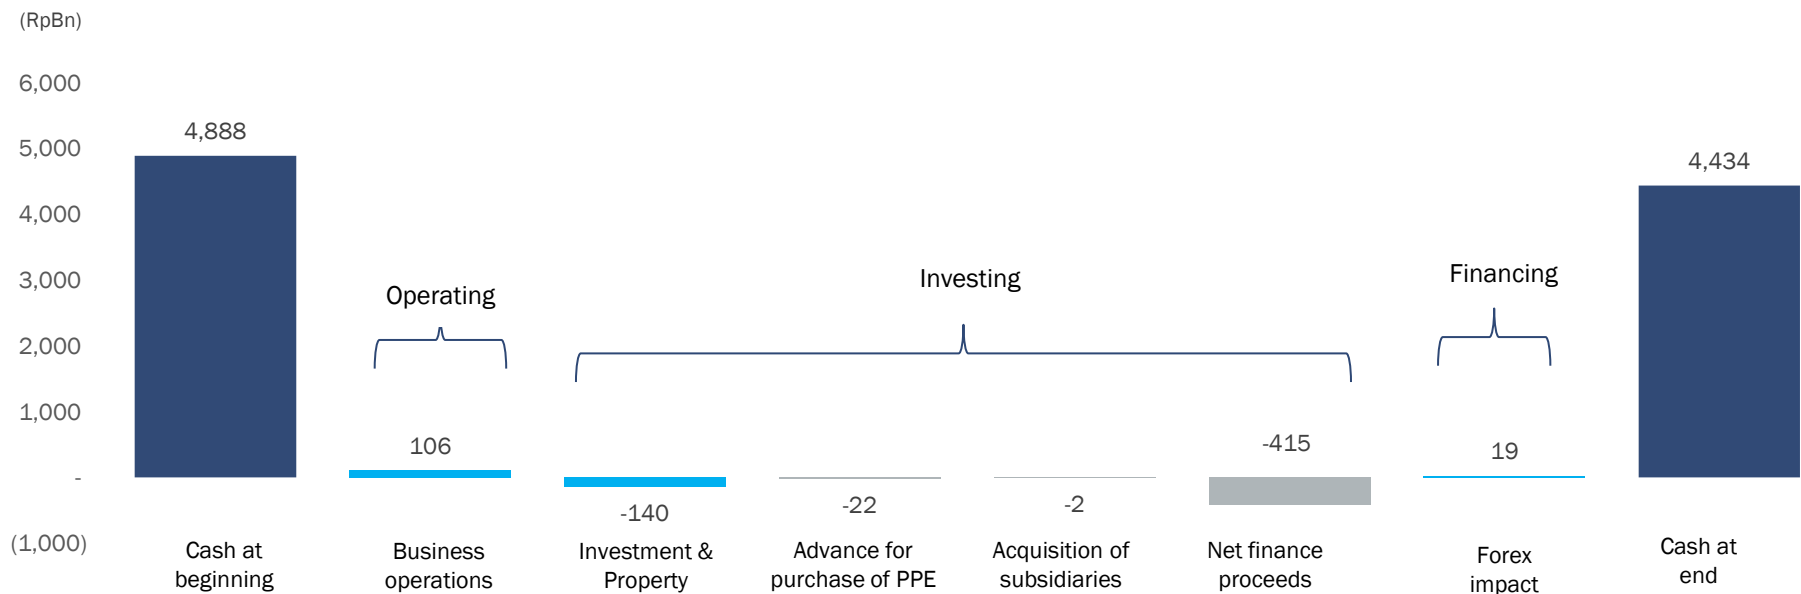 (RpBn)
6,000
5,000
4,000
3,000
2,000
1,000
-
(1,000)
4,888
106
-140
-22
-2
-415
19
4,434
Operating
Investing
Financing
Cash at
beginning
Business
operations
Investment &
Property
Advance for
purchase of PPE
Acquisition of
subsidiaries
Net finance
proceeds
Forex
impact
Cash at
end